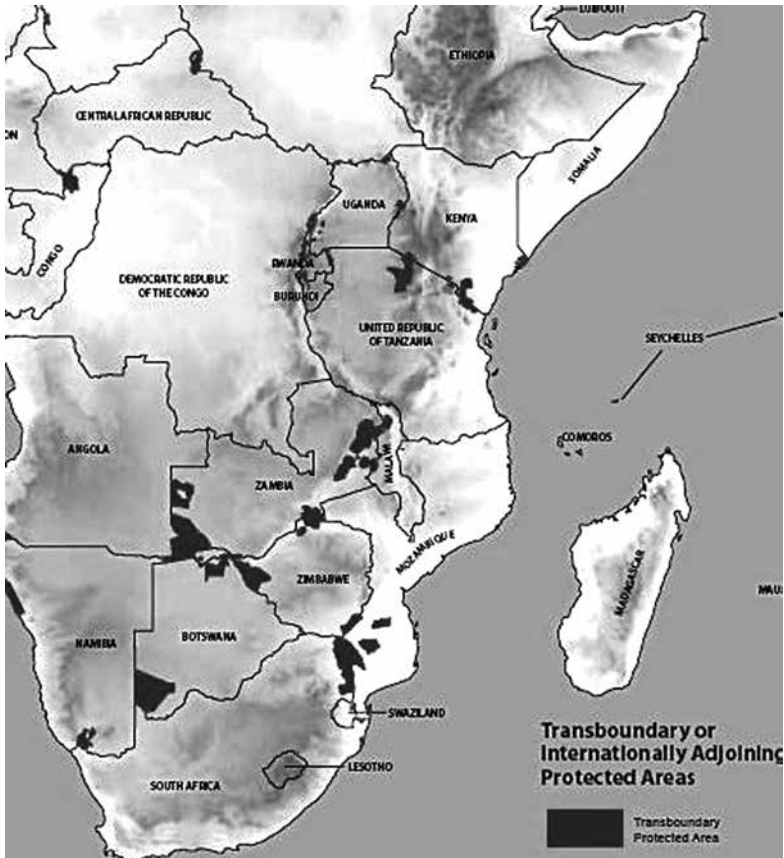 DJIBOUTI
ETHIOPIA
CENTRAL AFRICAN REPUBLIC
ON
SOMALIA
UGANDA
KENYA
CONGO
RWANDA
DEMOCRATIC REPUBLIC
OF THE CONGO
BURUNDI
UNITED REPUBLIC
OF TANZANIA
SEYCHELLES
ANGOLA
COMOROS
MALAWI
ZAMBIA
MOZAMBIQUE
ZIMBABWE
MADAGASCAR
MAU
NAMIBIA
BOTSWANA
SWAZILAND
LESOTHO
SOUTH AFRICA
Transboundary or
Internationally Adjoining
Protected Areas
Transboundary
Protected Area